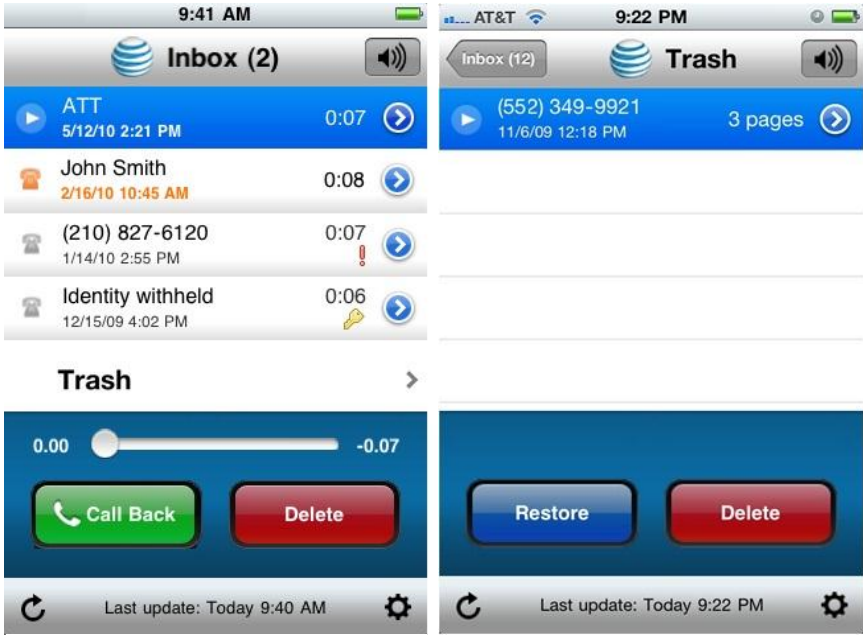 9:41 AM
Inbox (2)
ATT
0:07
5/12/10 2:21 PM
John Smith
0:08
2/16/10 10:45 AM
(210) 827-6120
0:07
1/14/10 2:55 PM
Identity withheld
0:06
12/15/09 4:02 PM
Trash
0.00
-0.07
Call Back
Delete
Last update: Today 9:40 AM
AT&T
9:22 PM
Inbox (12)
Trash
(552) 349-9921
3 pages
11/6/09 12:18 PM
Restore
Delete
Last update: Today 9:22 PM